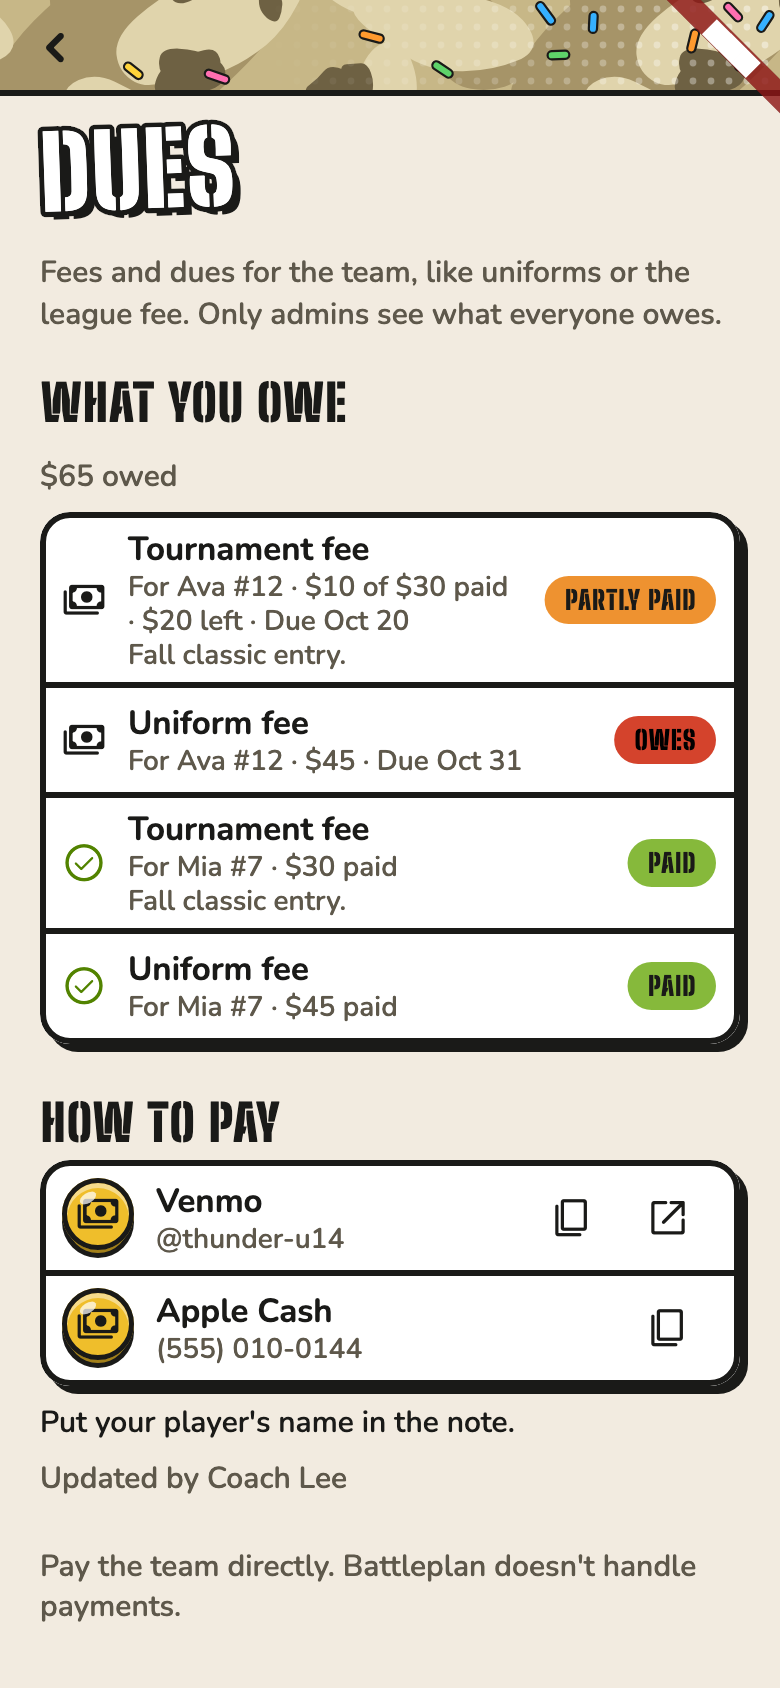 DUES
Fees and dues for the team, like uniforms or the
league fee. Only admins see what everyone owes.
WHAT YOU OWE
$65 owed
Tournament fee
For Ava #12 · $10 of $30 paid
· $20 left · Due Oct 20
Fall classic entry.
PARTLY PAID
Uniform fee
For Ava #12 · $45 · Due Oct 31
OWES
Tournament fee
For Mia #7 · $30 paid
Fall classic entry.
PAID
Uniform fee
For Mia #7 · $45 paid
PAID
HOW TO PAY
Venmo
@thunder-u14
Apple Cash
(555) 010-0144
Put your player's name in the note.
Updated by Coach Lee
Pay the team directly. Battleplan doesn't handle
payments.